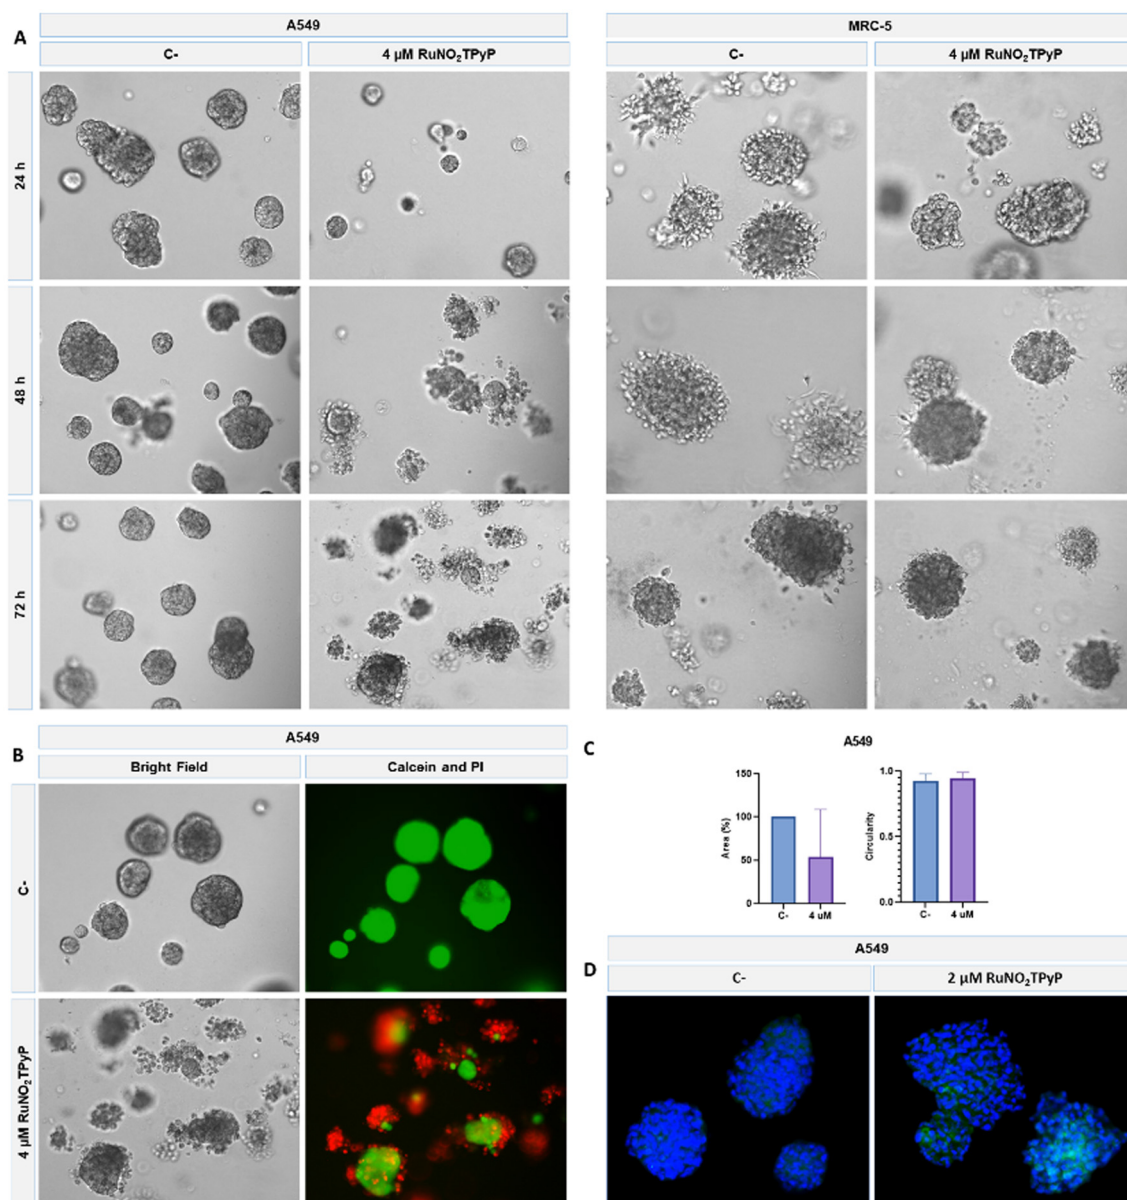 A
A549
MRC-5
C-
4 µM RuNO₂TPyP
C-
4 µM RuNO₂TPyP
24 h
48 h
72 h
B
A549
Bright Field
Calcein and PI
C-
4 µM RuNO₂TPyP
C
A549
Area (%)
150
100
50
0
C-
4 uM
Circularity
1.0
0.5
0.0
C-
4 uM
D
A549
C-
2 µM RuNO₂TPyP